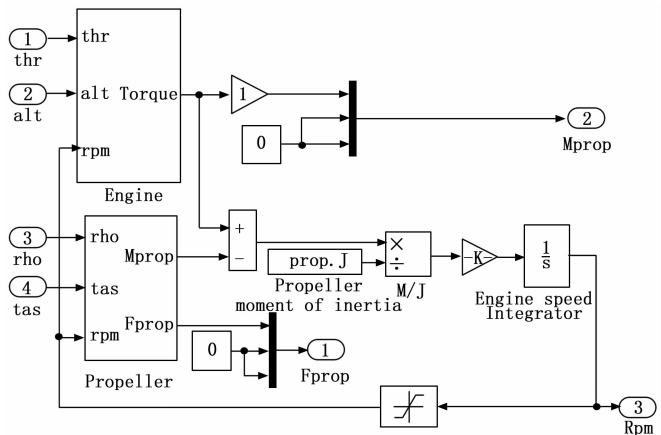 1
thr
thr
2
alt
alt
Torque
rpm
Engine
1
0
2
Mprop
3
rho
rho
Mprop
4
tas
tas
Fprop
rpm
Propeller
+
−
prop.J
Propeller
moment of inertia
×
÷
M/J
-K-
1
s
Engine speed
Integrator
0
1
Fprop
3
Rpm